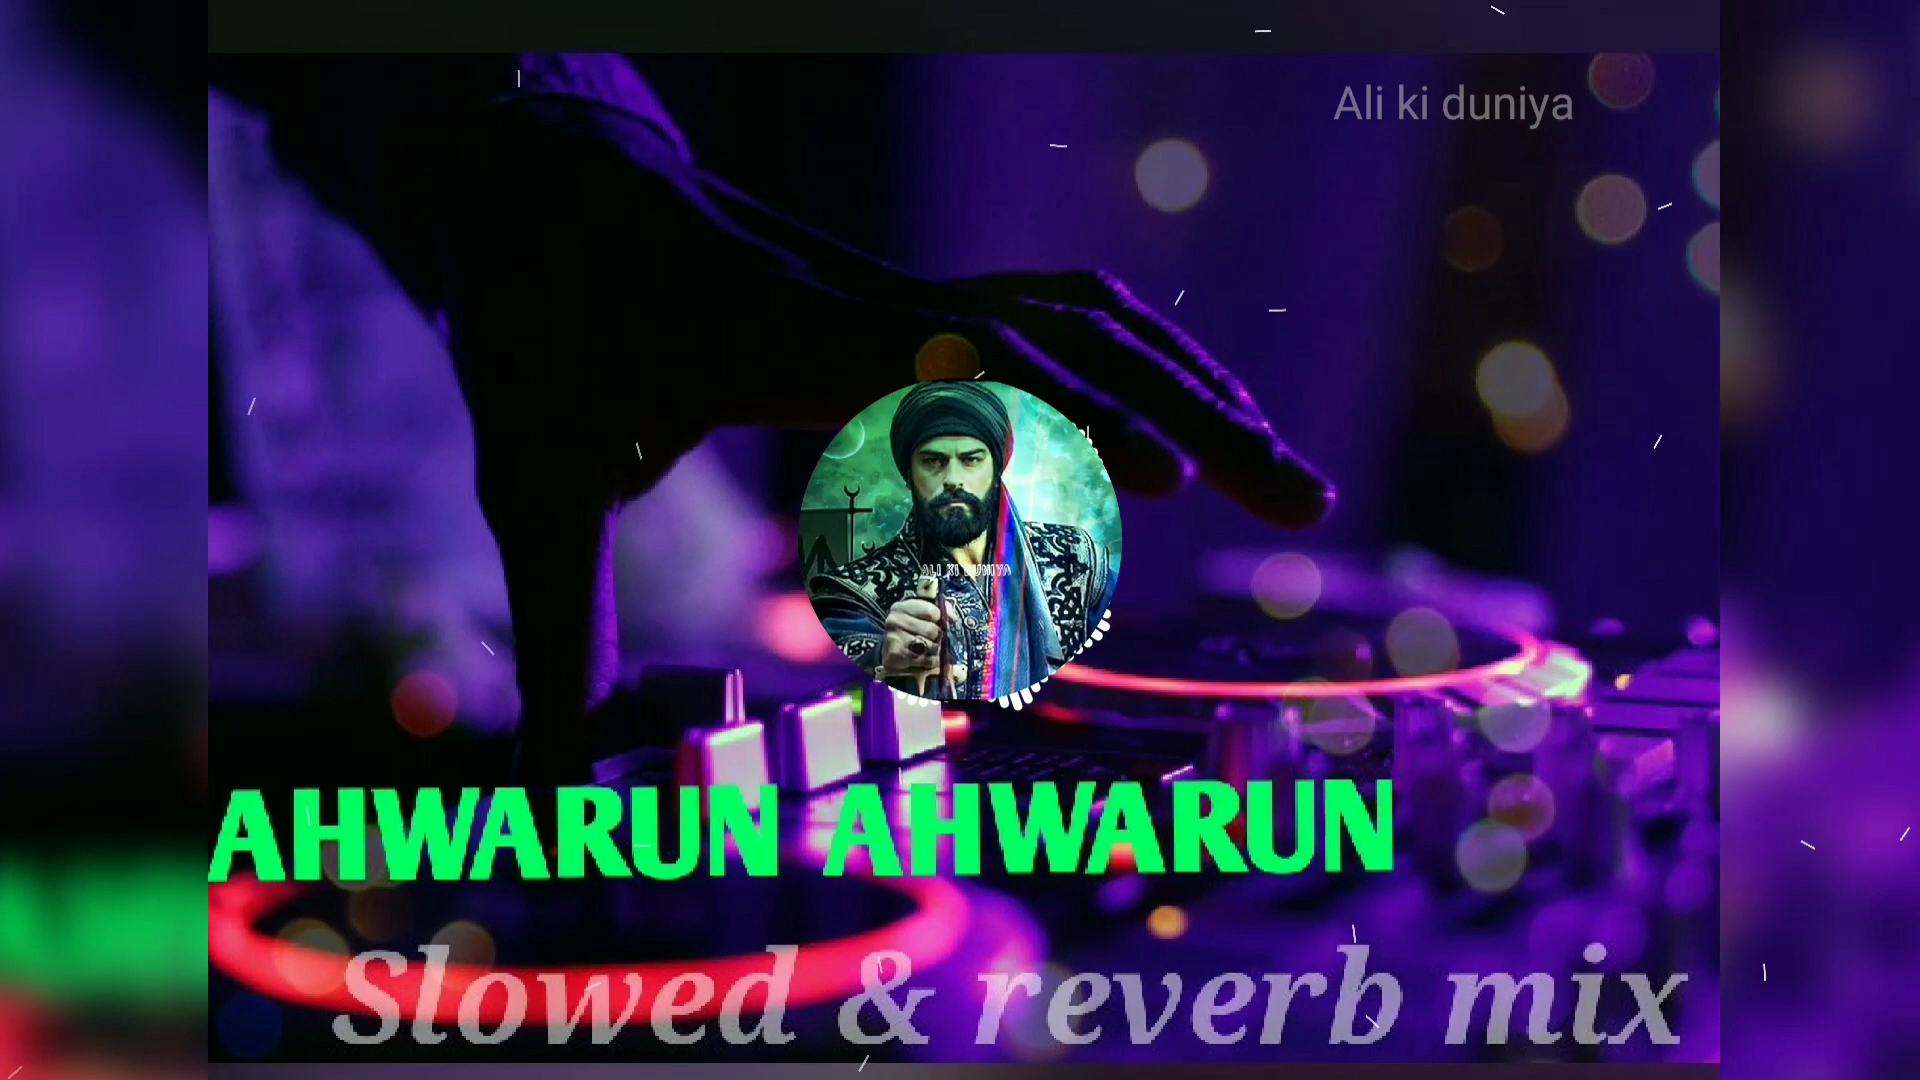 Ali ki duniya
ALI KI DUNIYA
AHWARUN AHWARUN
Slowed & reverb mix